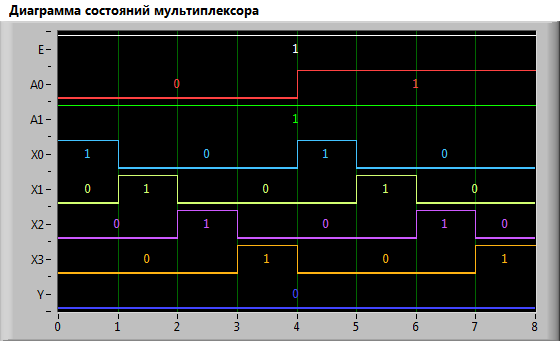 Диаграмма состояний мультиплексора
E 1
A0 0 1
A1 1
X0 1 0 1 0
X1 0 1 0 1 0
X2 0 1 0 1 0
X3 0 1 0 1
Y 0
0 1 2 3 4 5 6 7 8